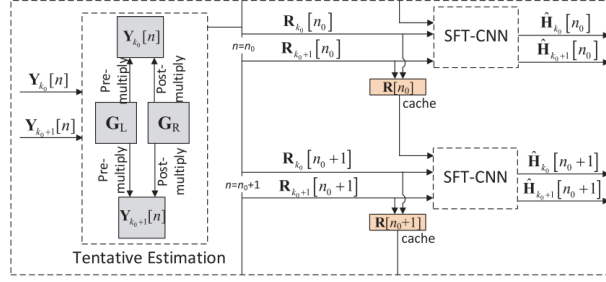 Y_{k_0}[n]
Y_{k_0+1}[n]
Y_{k_0}[n]
Pre-multiply
Post-multiply
G_L
G_R
Pre-multiply
Post-multiply
Y_{k_0+1}[n]
Tentative Estimation
n=n_0
R_{k_0}[n_0]
R_{k_0+1}[n_0]
R[n_0]
cache
SFT-CNN
Ĥ_{k_0}[n_0]
Ĥ_{k_0+1}[n_0]
n=n_0+1
R_{k_0}[n_0+1]
R_{k_0+1}[n_0+1]
R[n_0+1]
cache
SFT-CNN
Ĥ_{k_0}[n_0+1]
Ĥ_{k_0+1}[n_0+1]